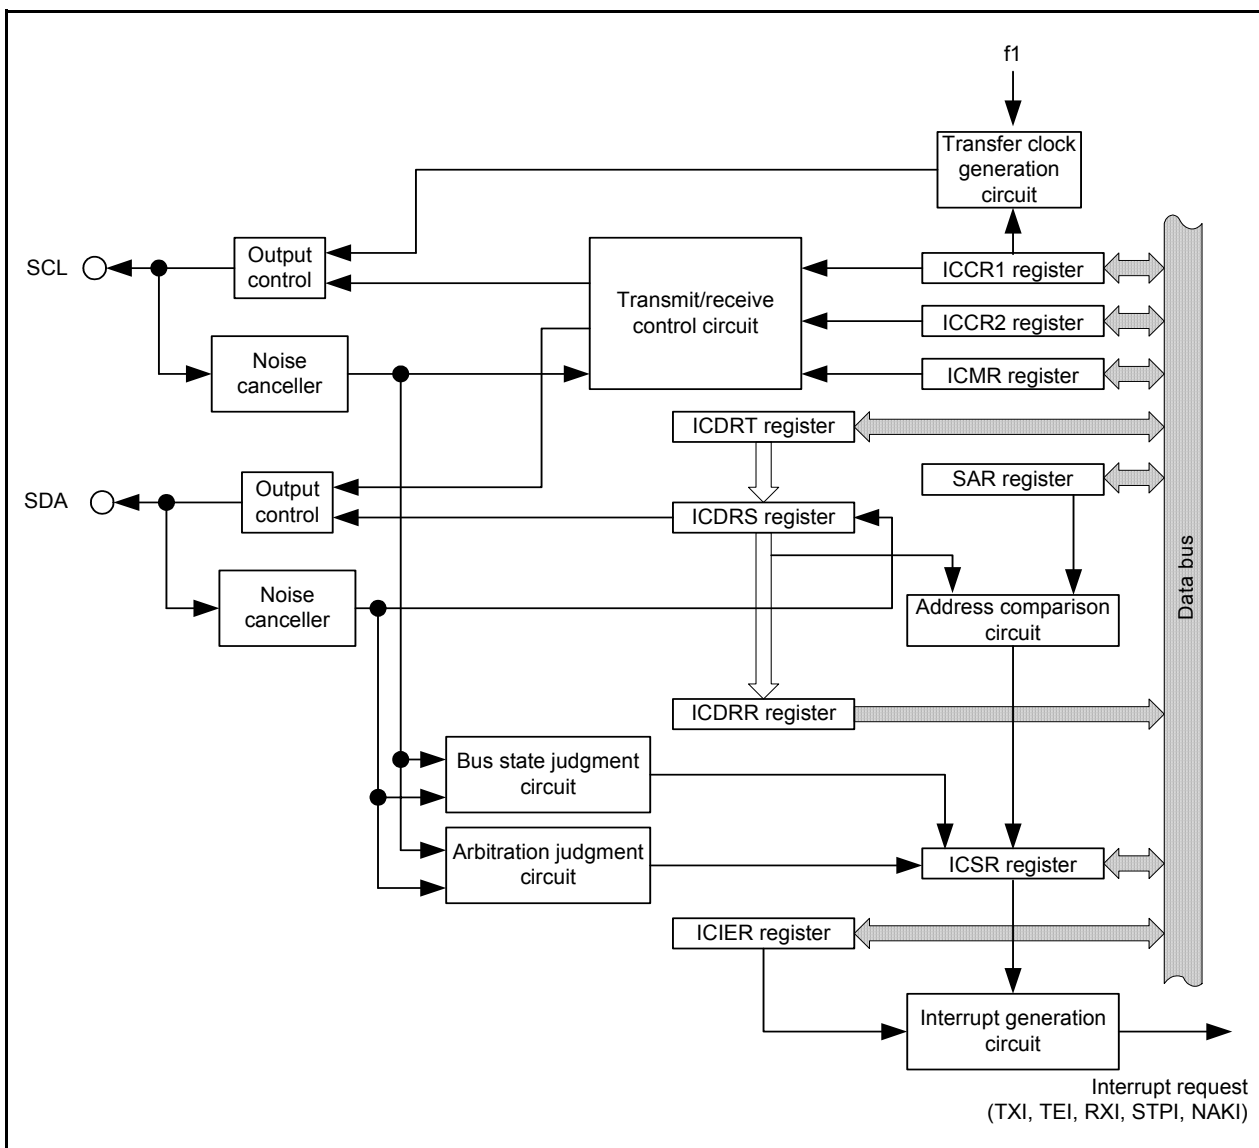 f1
Transfer clock
generation
circuit
SCL
Output
control
Transmit/receive
control circuit
ICCR1 register
ICCR2 register
Noise
canceller
ICMR register
ICDRT register
SAR register
SDA
Output
control
ICDRS register
Data bus
Noise
canceller
Address comparison
circuit
ICDRR register
Bus state judgment
circuit
Arbitration judgment
circuit
ICSR register
ICIER register
Interrupt generation
circuit
Interrupt request
(TXI, TEI, RXI, STPI, NAKI)